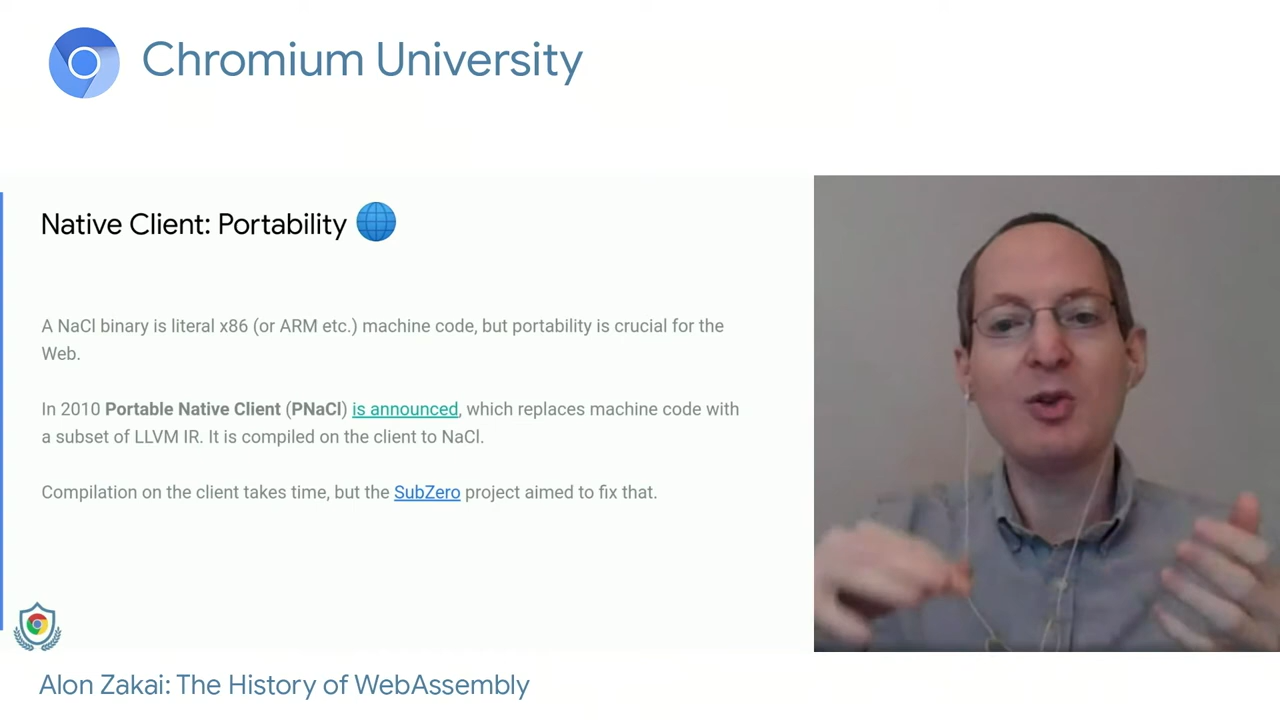 Chromium University
Native Client: Portability
A NaCl binary is literal x86 (or ARM etc.) machine code, but portability is crucial for the
Web.
In 2010 Portable Native Client (PNaCl) is announced, which replaces machine code with
a subset of LLVM IR. It is compiled on the client to NaCl.
Compilation on the client takes time, but the SubZero project aimed to fix that.
Alon Zakai: The History of WebAssembly